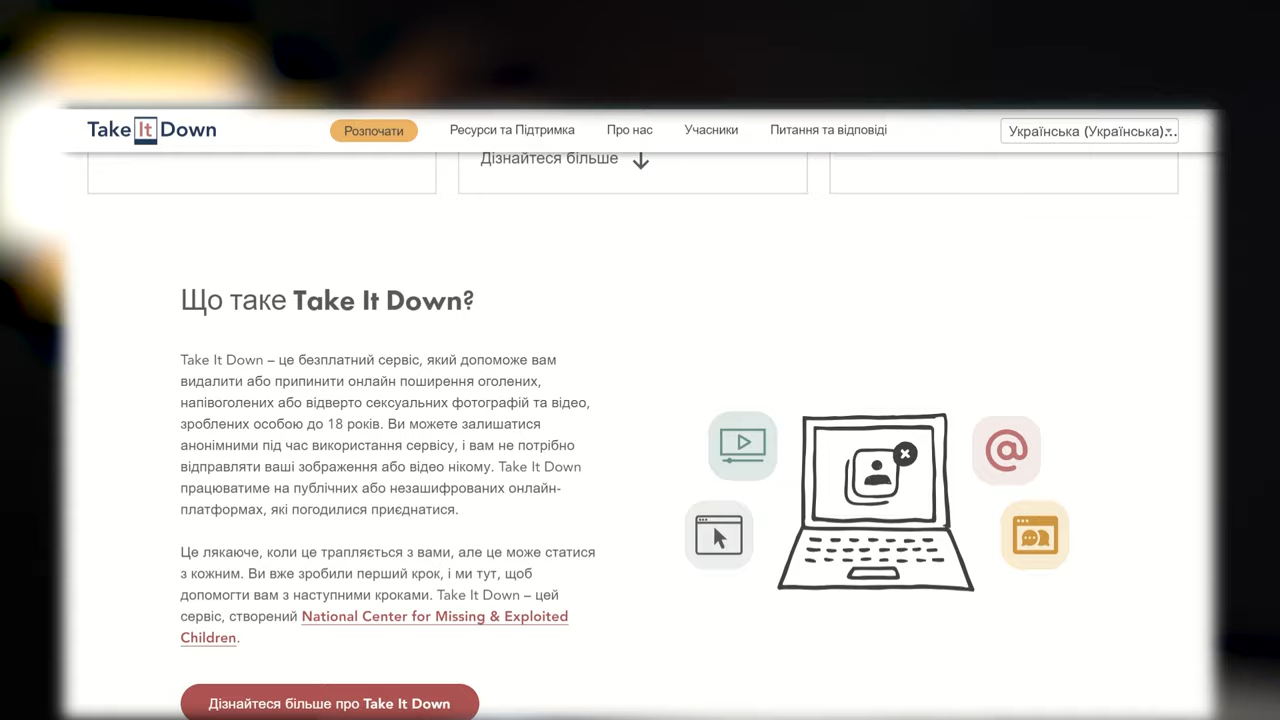 Take It Down
Розпочати
Ресурси та Підтримка
Про нас
Учасники
Питання та відповіді
Українська (Українська)...
Дізнайтеся більше
Що таке Take It Down?
Take It Down – це безплатний сервіс, який допоможе вам
видалити або припинити онлайн поширення оголених,
напівоголених або відверто сексуальних фотографій та відео,
зроблених особою до 18 років. Ви можете залишатися
анонімними під час використання сервісу, і вам не потрібно
відправляти ваші зображення або відео нікому. Take It Down
працюватиме на публічних або незашифрованих онлайн-
платформах, які погодилися приєднатися.
Це лякаюче, коли це трапляється з вами, але це може статися
з кожним. Ви вже зробили перший крок, і ми тут, щоб
допомогти вам з наступними кроками. Take It Down – цей
сервіс, створений National Center for Missing & Exploited
Children.
Дізнайтеся більше про Take It Down